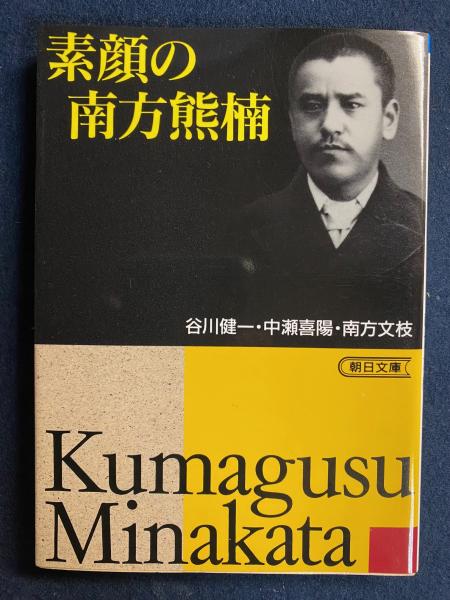 素顔の
南方熊楠
谷川健一・中瀬喜陽・南方文枝
朝日文庫
Kumagusu
Minakata